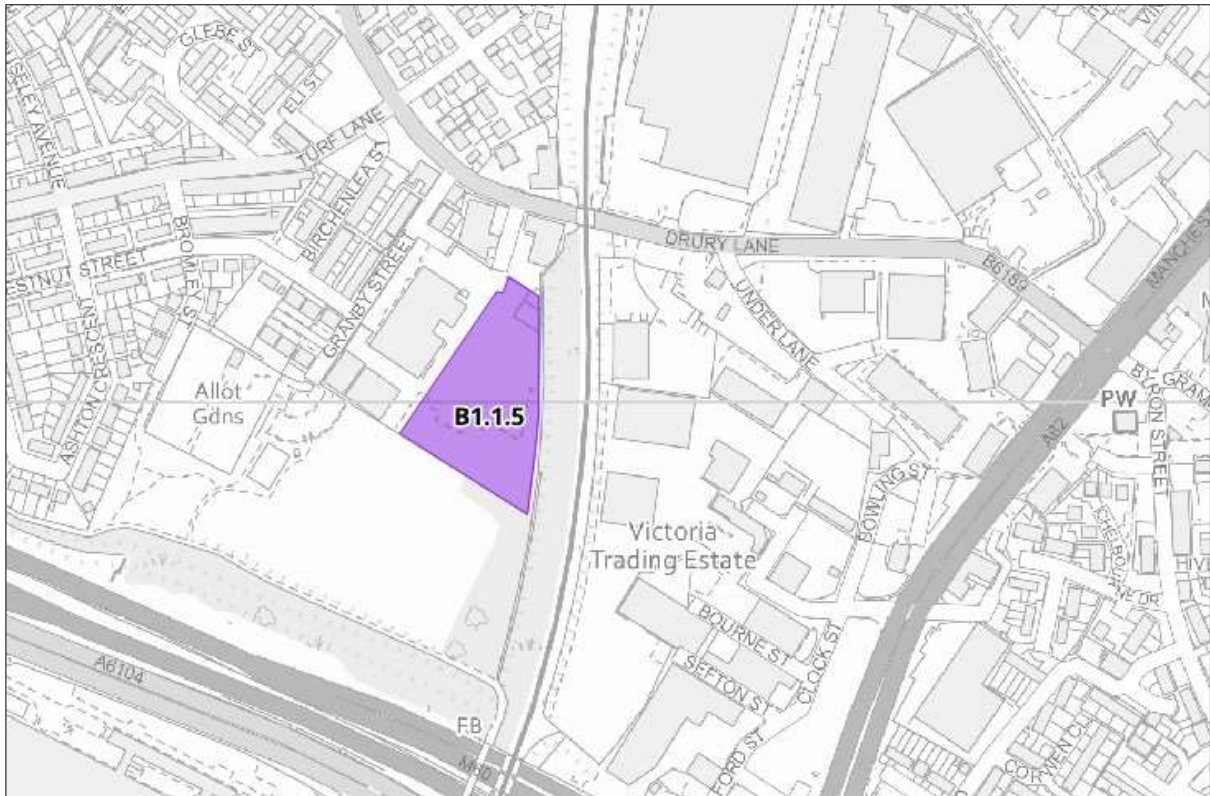 GLEBE ST
ELI ST
TURF LANE
BIRCHENLEA ST
BROMLEY ST
GRANBY STREET
ASHTON CRESCENT
Allot
Gdns
B1.1.5
DRURY LANE
B6189
UNDER LANE
A62
PW
BYRON STREET
BOWLING ST
Victoria
Trading Estate
BOURNE ST
SEFTON ST
CLOCK ST
A6104
FB
M60